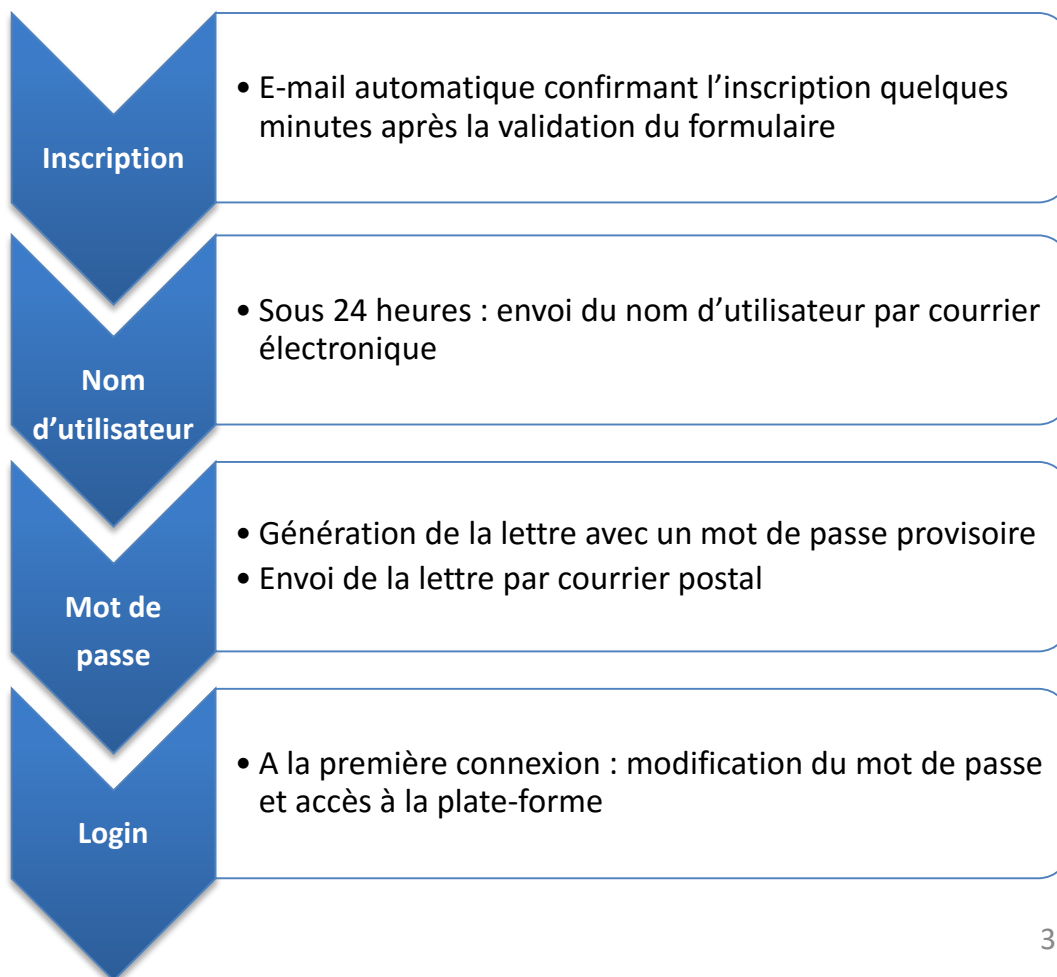 Inscription
• E-mail automatique confirmant l’inscription quelques
minutes après la validation du formulaire
Nom
d’utilisateur
• Sous 24 heures : envoi du nom d’utilisateur par courrier
électronique
Mot de
passe
• Génération de la lettre avec un mot de passe provisoire
• Envoi de la lettre par courrier postal
Login
• A la première connexion : modification du mot de passe
et accès à la plate-forme
3